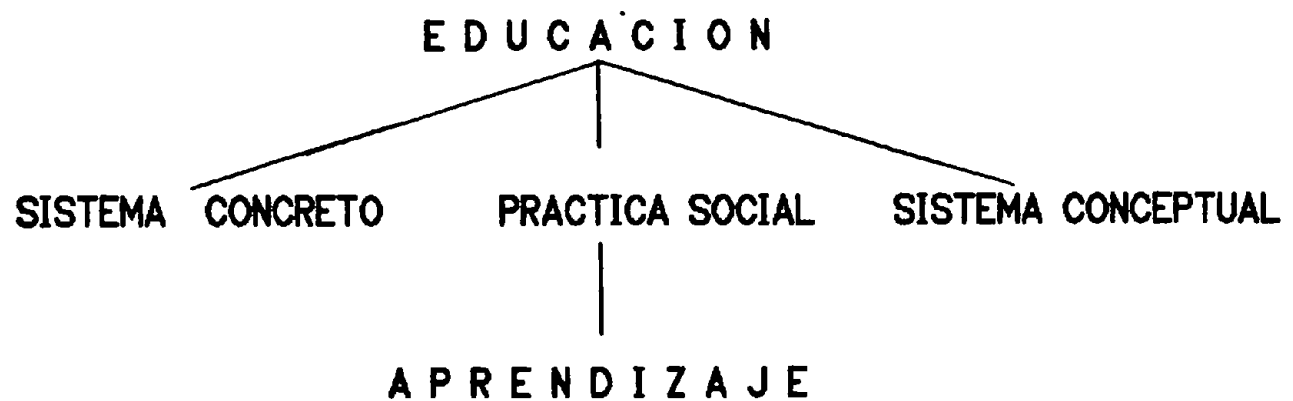 EDUCACION
SISTEMA CONCRETO PRACTICA SOCIAL SISTEMA CONCEPTUAL
APRENDIZAJE